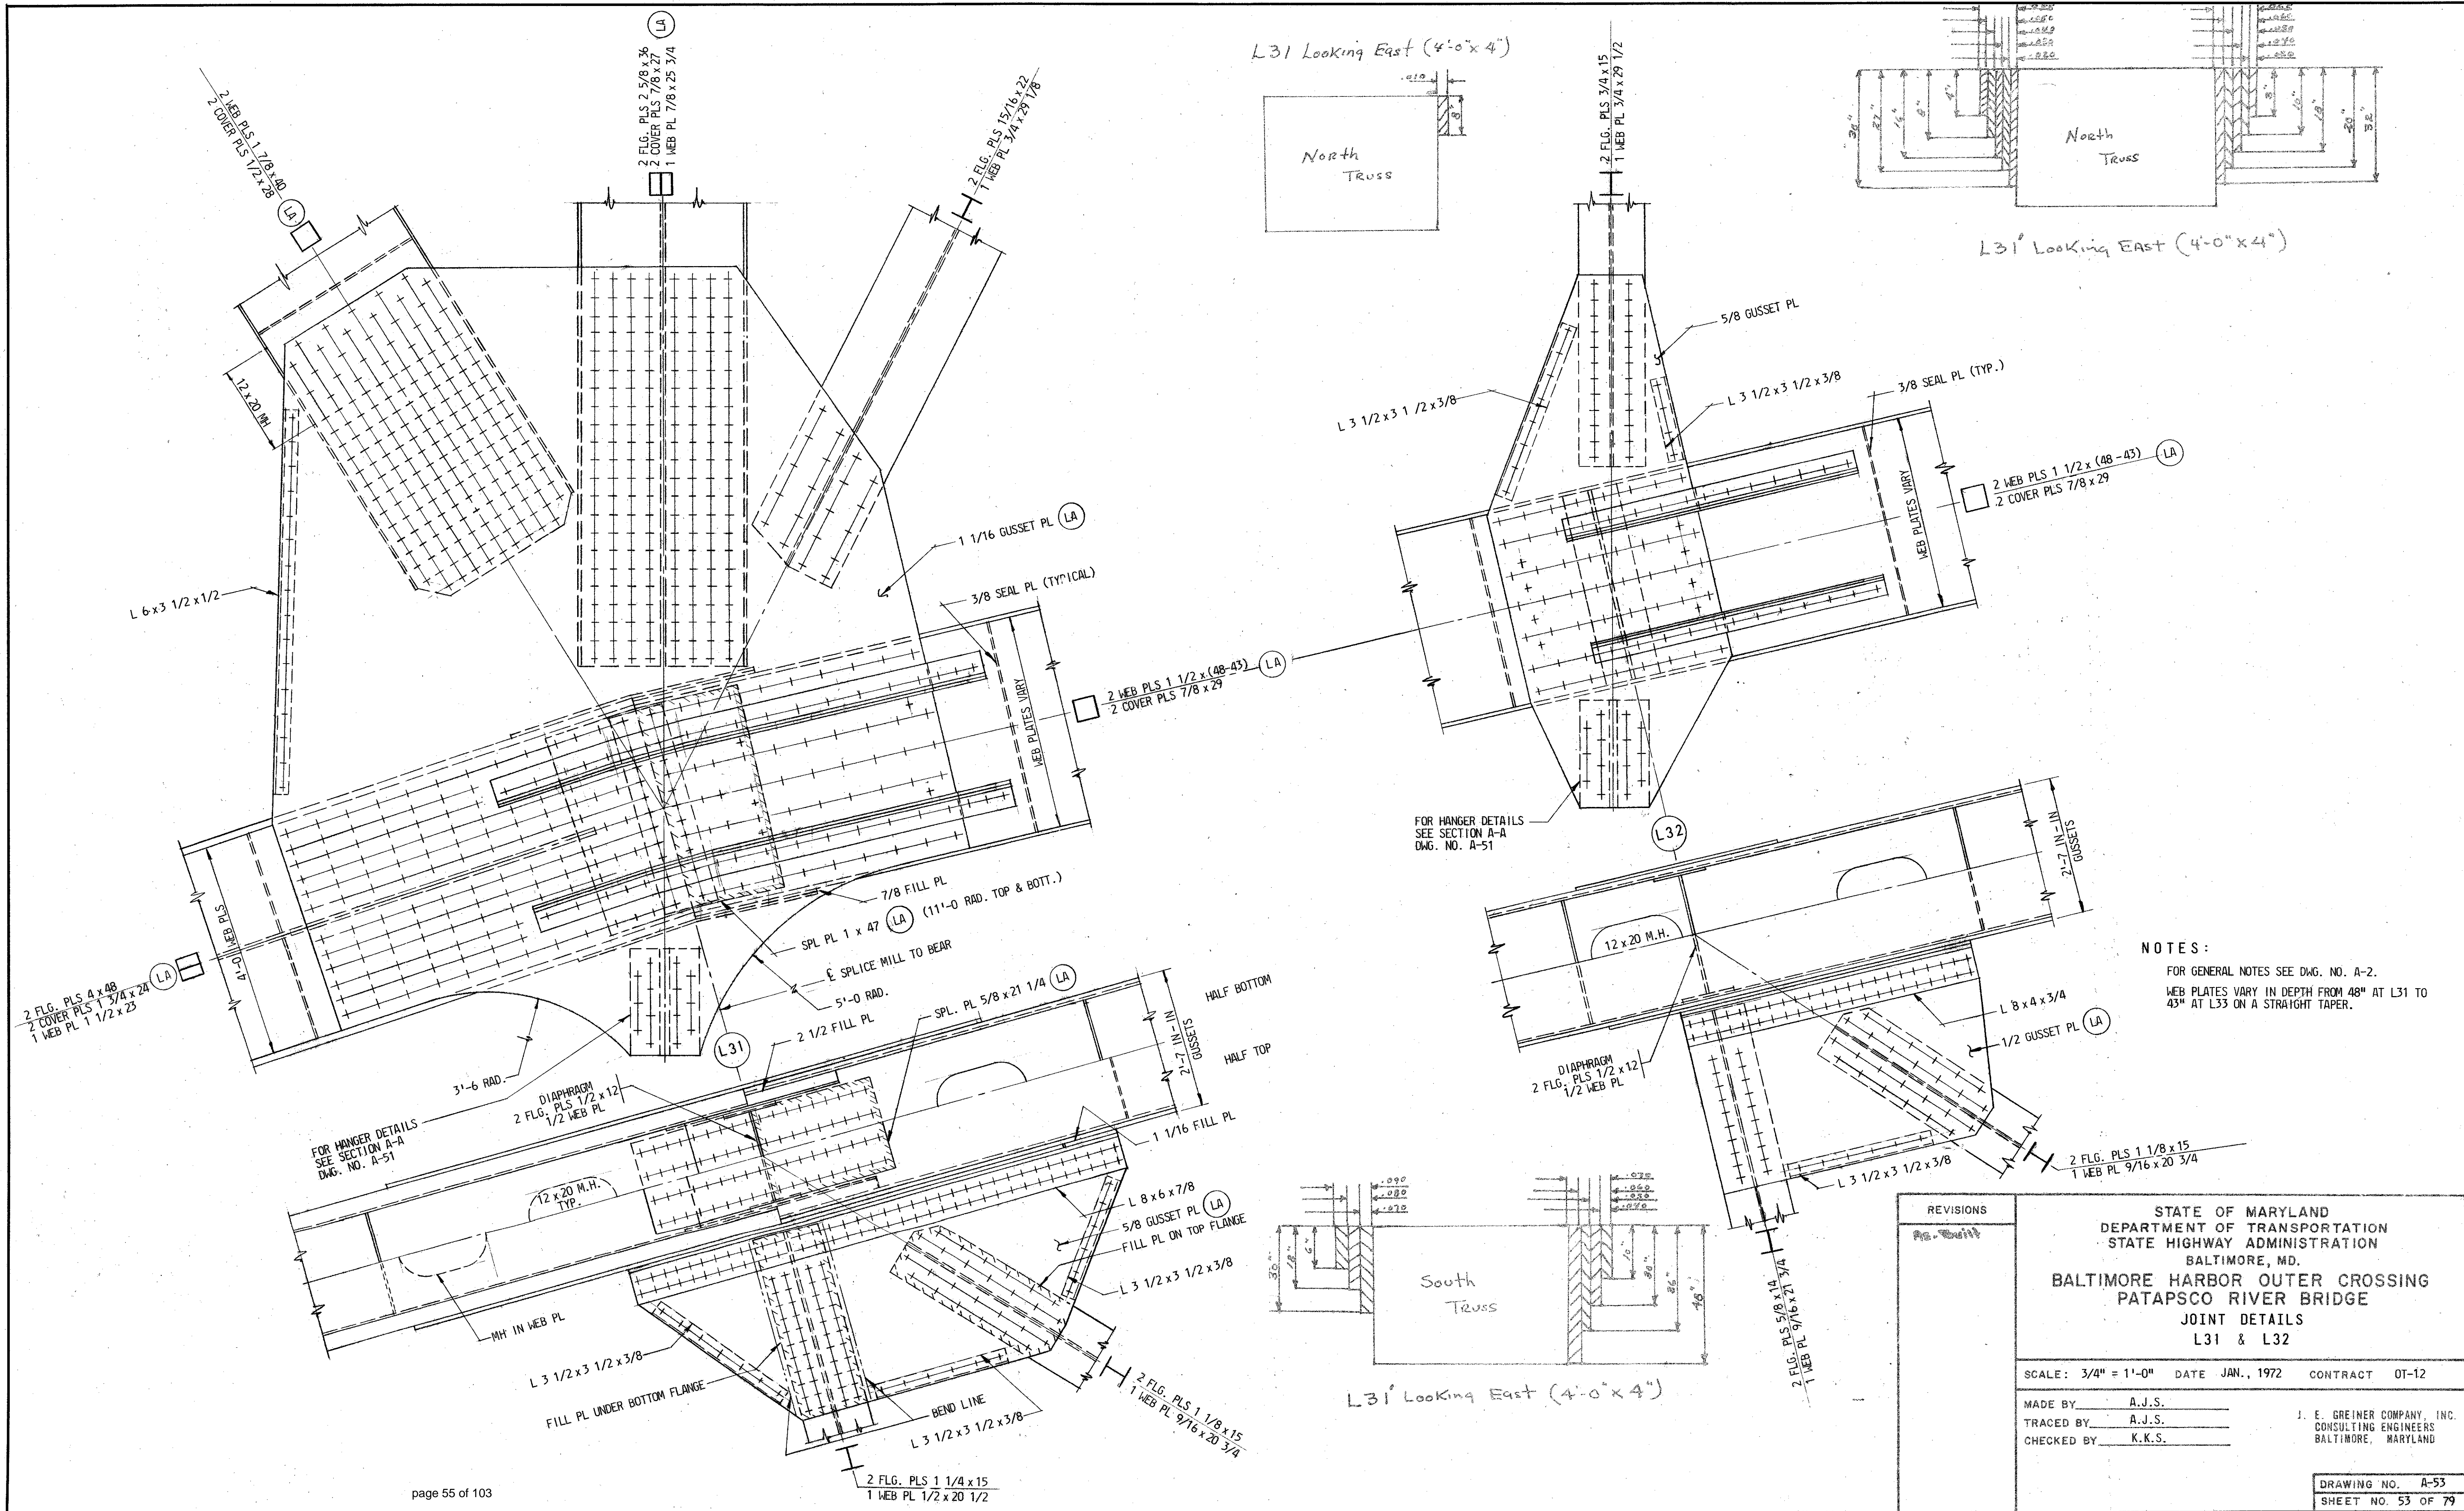 2 WEB PLS 1 7/8 x 40
2 COVER PLS 1/2 x 28
LA
2 FLG. PLS 2 5/8 x 36
2 COVER PLS 7/8 x 27
1 WEB PL 7/8 x 25 3/4
LA
2 FLG. PLS 15/16 x 22
1 WEB PL 3/4 x 29 1/8
12 x 20 MH
L 6 x 3 1/2 x 1/2
1 1/16 GUSSET PL LA
3/8 SEAL PL (TYPICAL)
WEB PLATES VARY
2 WEB PLS 1 1/2 x (48-43) LA
2 COVER PLS 7/8 x 29
4'-0 WEB PLS
2 FLG. PLS 4 x 48
2 COVER PLS 1 3/4 x 24 LA
1 WEB PL 1 1/2 x 23
7/8 FILL PL
SPL PL 1 x 47 LA (11'-0 RAD. TOP & BOTT.)
℄ SPLICE MILL TO BEAR
5'-0 RAD.
3'-6 RAD.
L31
FOR HANGER DETAILS
SEE SECTION A-A
DWG. NO. A-51
2 1/2 FILL PL
SPL. PL 5/8 x 21 1/4 LA
HALF BOTTOM
HALF TOP
2'-7 IN-IN
GUSSETS
DIAPHRAGM
2 FLG. PLS 1/2 x 12
1/2 WEB PL
12 x 20 M.H.
TYP.
1 1/16 FILL PL
L 8 x 6 x 7/8
5/8 GUSSET PL LA
FILL PL ON TOP FLANGE
L 3 1/2 x 3 1/2 x 3/8
MH IN WEB PL
L 3 1/2 x 3 1/2 x 3/8
FILL PL UNDER BOTTOM FLANGE
BEND LINE
L 3 1/2 x 3 1/2 x 3/8
2 FLG. PLS 1 1/8 x 15
1 WEB PL 9/16 x 20 3/4
2 FLG. PLS 1 1/4 x 15
1 WEB PL 1/2 x 20 1/2
page 55 of 103
L31 Looking East (4'-0" x 4")
.010
8"
North
Truss
2 FLG. PLS 3/4 x 15
1 WEB PL 3/4 x 29 1/2
5/8 GUSSET PL
L 3 1/2 x 3 1 /2 x 3/8
L 3 1/2 x 3 1/2 x 3/8
3/8 SEAL PL (TYP.)
WEB PLATES VARY
2 WEB PLS 1 1/2 x (48-43) LA
2 COVER PLS 7/8 x 29
FOR HANGER DETAILS
SEE SECTION A-A
DWG. NO. A-51
L32
12 x 20 M.H.
2'-7 IN-IN
GUSSETS
DIAPHRAGM
2 FLG. PLS 1/2 x 12
1/2 WEB PL
L 8 x 4 x 3/4
1/2 GUSSET PL LA
2 FLG. PLS 1 1/8 x 15
1 WEB PL 9/16 x 20 3/4
L 3 1/2 x 3 1/2 x 3/8
2 FLG. PLS 5/8 x 14
1 WEB PL 9/16 x 21 3/4
27"
8"
4"
North
Truss
8"
10"
18"
20"
32"
L31' Looking East (4'-0" x 4")
.090
.080
.070
30"
18"
6"
South
Truss
10"
30"
36"
48"
L31' Looking East (4'-0" x 4")
NOTES:
FOR GENERAL NOTES SEE DWG. NO. A-2.
WEB PLATES VARY IN DEPTH FROM 48" AT L31 TO
43" AT L33 ON A STRAIGHT TAPER.
REVISIONS
As-Built
STATE OF MARYLAND
DEPARTMENT OF TRANSPORTATION
STATE HIGHWAY ADMINISTRATION
BALTIMORE, MD.
BALTIMORE HARBOR OUTER CROSSING
PATAPSCO RIVER BRIDGE
JOINT DETAILS
L31 & L32
SCALE: 3/4" = 1'-0" DATE JAN., 1972 CONTRACT OT-12
MADE BY A.J.S.
TRACED BY A.J.S.
CHECKED BY K.K.S.
J. E. GREINER COMPANY, INC.
CONSULTING ENGINEERS
BALTIMORE, MARYLAND
DRAWING NO. A-53
SHEET NO. 53 OF 79